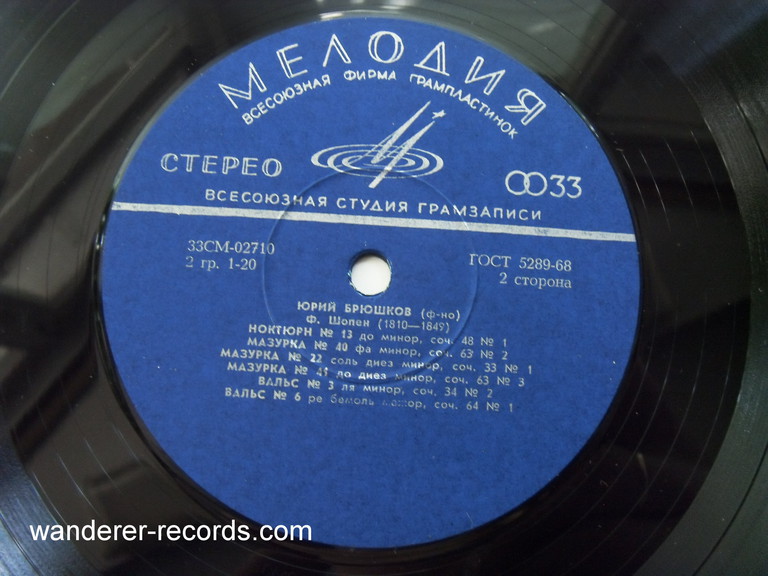 МЕЛОДИЯ
ВСЕСОЮЗНАЯ ФИРМА ГРАМПЛАСТИНОК
СТЕРЕО
33
ВСЕСОЮЗНАЯ СТУДИЯ ГРАМЗАПИСИ
33СМ-02710
ГОСТ 5289-68
2 гр. 1-20
2 сторона
ЮРИЙ БРЮШКОВ (ф-но)
Ф. Шопен (1810—1849)
НОКТЮРН № 13 до минор, соч. 48 № 1
МАЗУРКА № 40 фа минор, соч. 63 № 2
МАЗУРКА № 22 соль диез минор, соч. 33 № 1
МАЗУРКА № 41 до диез минор, соч. 63 № 3
ВАЛЬС № 3 ля минор, соч. 34 № 2
ВАЛЬС № 6 ре бемоль мажор, соч. 64 № 1
wanderer-records.com